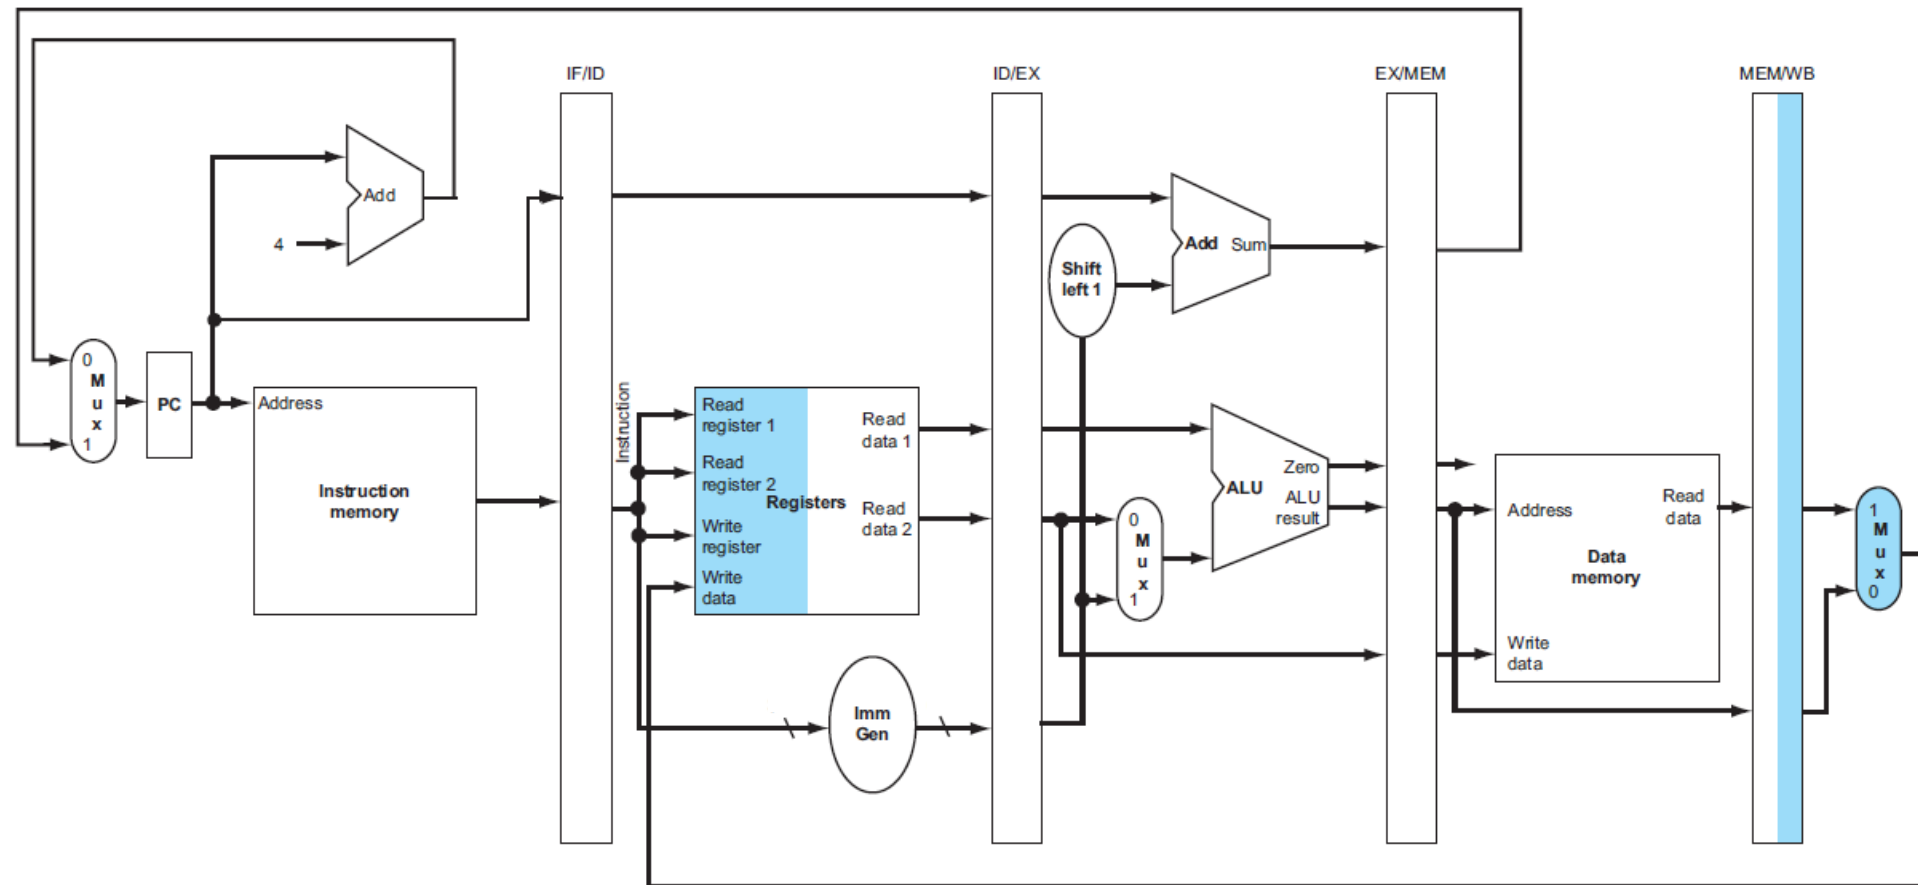 IF/ID
ID/EX
EX/MEM
MEM/WB
Add
4
0
M
u
x
1
PC
Address
Instruction
memory
Instruction
Read
register 1
Read
register 2
Write
register
Write
data
Registers
Read
data 1
Read
data 2
Imm
Gen
Shift
left 1
Add Sum
0
M
u
x
1
ALU
Zero
ALU
result
Address
Read
data
Data
memory
Write
data
1
M
u
x
0